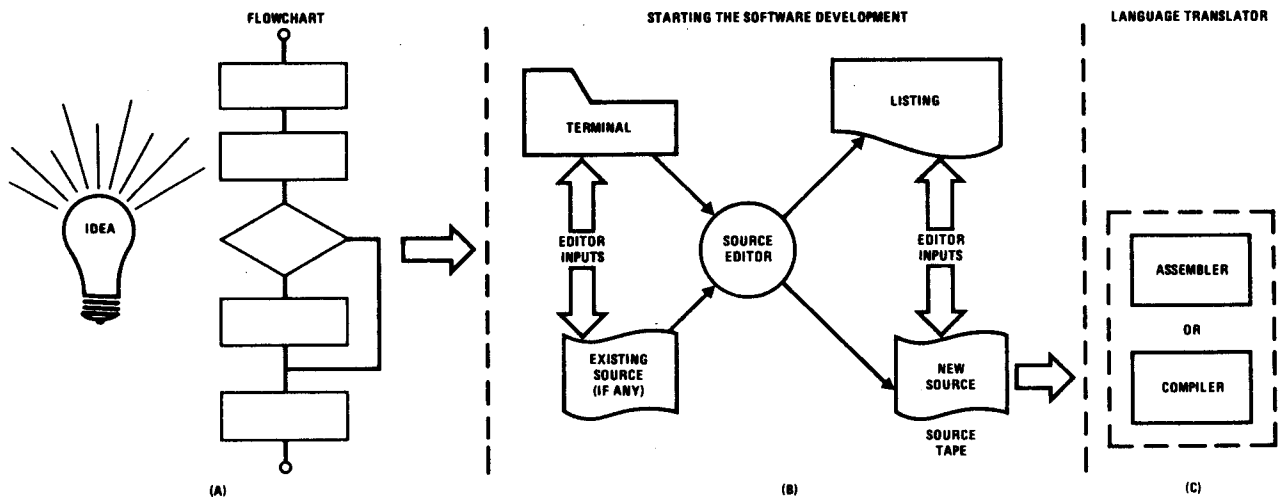 FLOWCHART
STARTING THE SOFTWARE DEVELOPMENT
LANGUAGE TRANSLATOR
IDEA
TERMINAL
LISTING
EDITOR
INPUTS
SOURCE
EDITOR
EDITOR
INPUTS
EXISTING
SOURCE
(IF ANY)
NEW
SOURCE
SOURCE
TAPE
ASSEMBLER
OR
COMPILER
(A)
(B)
(C)